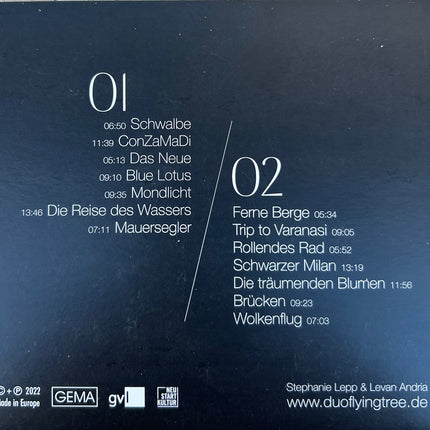 01
06:50 Schwalbe
11:39 ConZaMaDi
05:13 Das Neue
09:10 Blue Lotus
09:35 Mondlicht
13:46 Die Reise des Wassers
07:11 Mauersegler
02
Ferne Berge 05:34
Trip to Varanasi 09:05
Rollendes Rad 05:52
Schwarzer Milan 13:19
Die träumenden Blumen 11:56
Brücken 09:23
Wolkenflug 07:03
© + ℗ 2022
Made in Europe
GEMA
gvl
NEU
START
KULTUR
Stephanie Lepp & Levan Andria
www.duoflyingtree.de